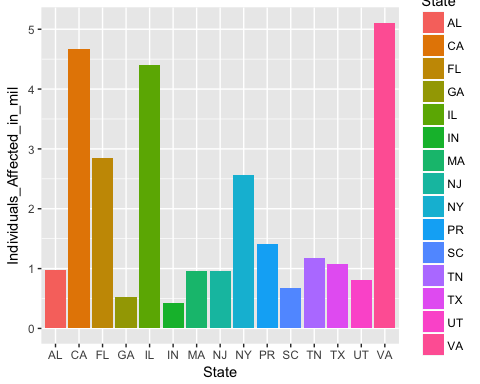 State
AL
CA
FL
GA
IL
IN
MA
NJ
NY
PR
SC
TN
TX
UT
VA
Individuals_Affected_in_mil
5
4
3
2
1
0
AL CA FL GA IL IN MA NJ NY PR SC TN TX UT VA
State